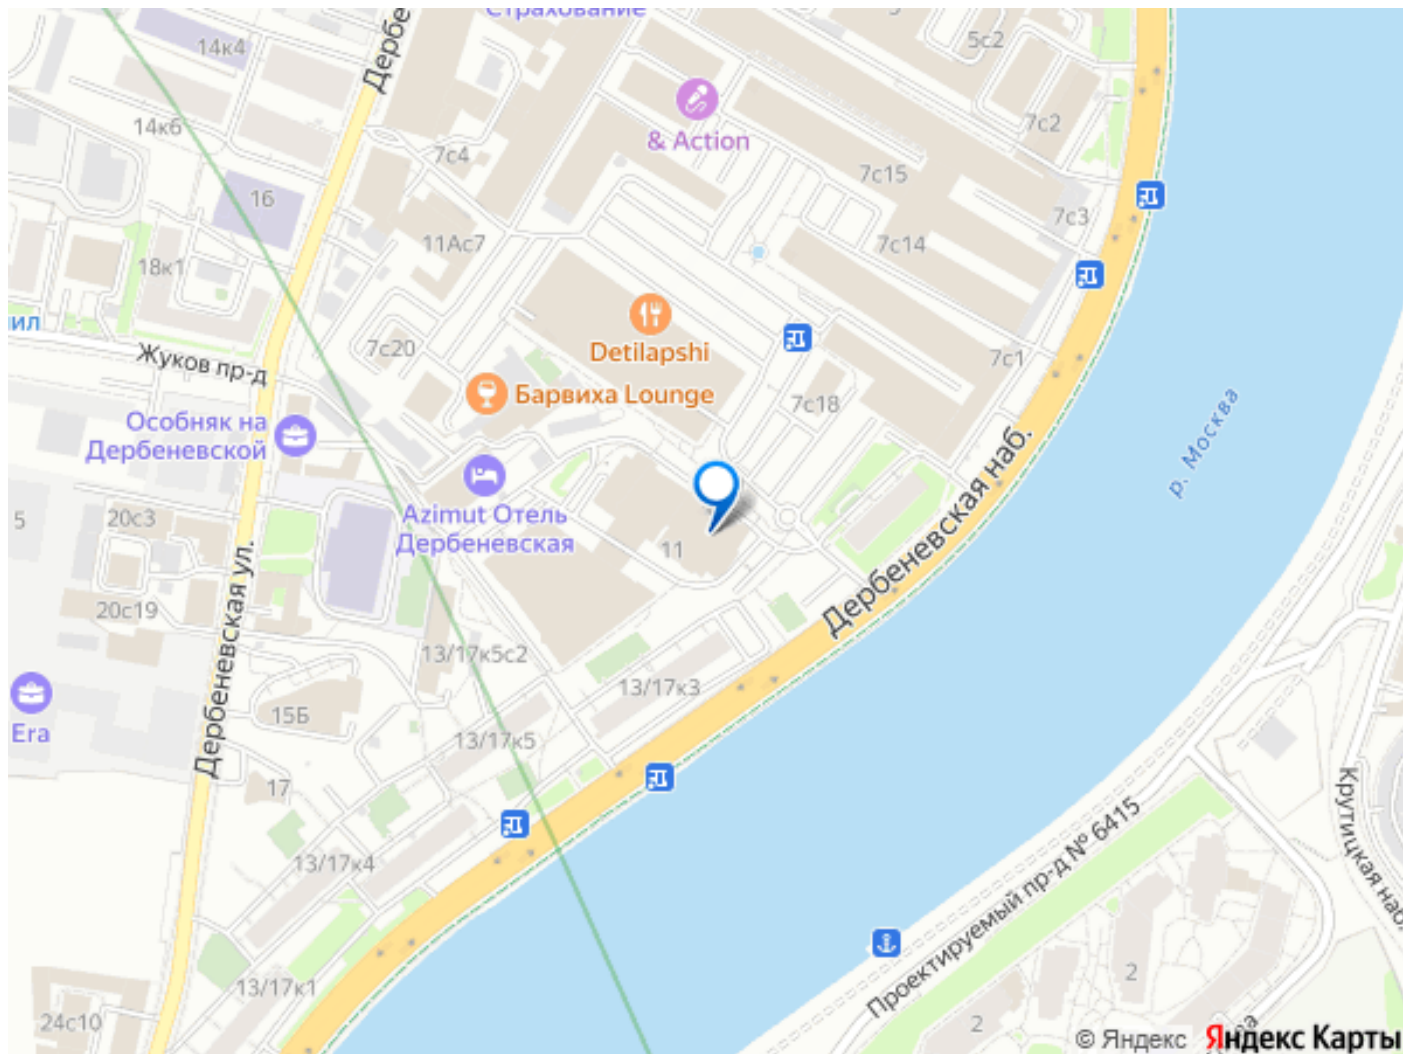 Страхование
14к4
Дербе
5с2
14к6
& Action
7с2
7с4
7с15
16
7с3
11Ас7
7с14
18к1
ил
Detilapshi
7с20
7с1
Жуков пр-д
Барвиха Lounge
7с18
р. Москва
Особняк на
Дербеневской
Дербеневская наб.
20с3
5
Azimut Отель
Дербеневская
11
20с19
Дербеневская ул.
13/17к5с2
13/17к3
15Б
Era
13/17к5
17
Проектируемый пр-д № 6415
Крутицкая наб.
13/17к4
2
13/17к1
24с10
2
© Яндекс Яндекс Карты